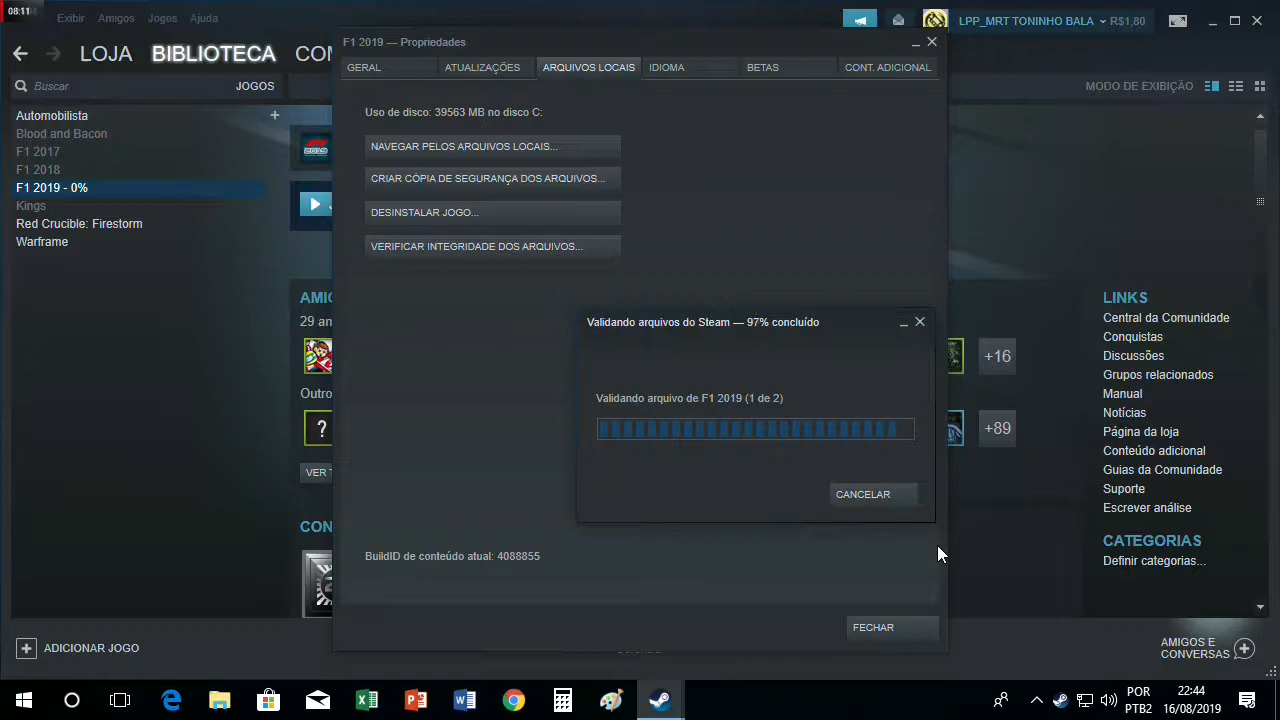 08:11
Exibir Amigos Jogos Ajuda
LPP_MRT TONINHO BALA R$1,80
LOJA BIBLIOTECA
Buscar JOGOS
MODO DE EXIBIÇÃO
Automobilista
Blood and Bacon
F1 2017
F1 2018
F1 2019 - 0%
Kings
Red Crucible: Firestorm
Warframe
F1 2019 — Propriedades
GERAL ATUALIZAÇÕES ARQUIVOS LOCAIS IDIOMA BETAS CONT. ADICIONAL
Uso de disco: 39563 MB no disco C:
NAVEGAR PELOS ARQUIVOS LOCAIS...
CRIAR CÓPIA DE SEGURANÇA DOS ARQUIVOS...
DESINSTALAR JOGO...
VERIFICAR INTEGRIDADE DOS ARQUIVOS...
Validando arquivos do Steam — 97% concluído
Validando arquivo de F1 2019 (1 de 2)
CANCELAR
BuildID de conteúdo atual: 4088855
FECHAR
29 an
Outro
VER
+16
+89
LINKS
Central da Comunidade
Conquistas
Discussões
Grupos relacionados
Manual
Notícias
Página da loja
Conteúdo adicional
Guias da Comunidade
Suporte
Escrever análise
CATEGORIAS
Definir categorias...
ADICIONAR JOGO
AMIGOS E
CONVERSAS
POR
PTB2
22:44
16/08/2019